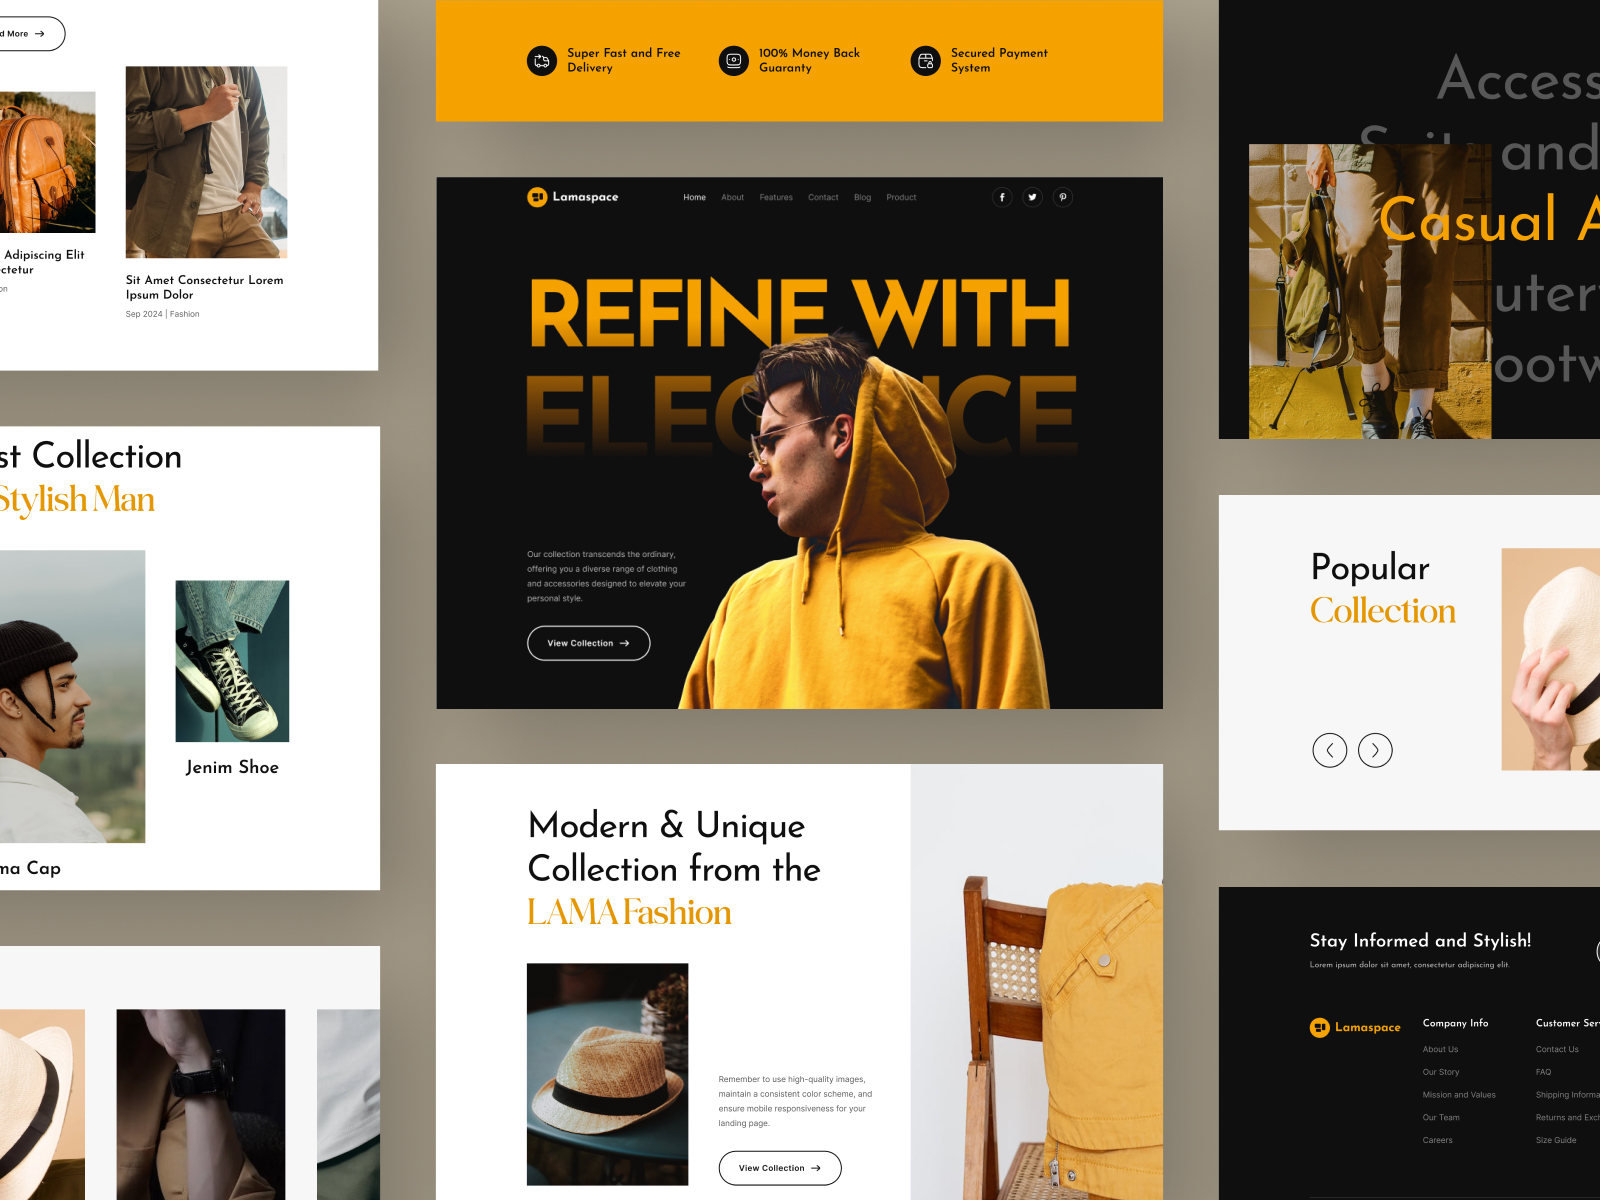 d More
Adipiscing Elit
ctetur
on
Sit Amet Consectetur Lorem
Ipsum Dolor
Sep 2024 | Fashion
st Collection
Stylish Man
Jenim Shoe
ma Cap
Super Fast and Free
Delivery
100% Money Back
Guaranty
Secured Payment
System
Lamaspace
Home About Features Contact Blog Product
REFINE WITH
ELEGANCE
Our collection transcends the ordinary,
offering you a diverse range of clothing
and accessories designed to elevate your
personal style.
View Collection
Modern & Unique
Collection from the
LAMA Fashion
Remember to use high-quality images,
maintain a consistent color scheme, and
ensure mobile responsiveness for your
landing page.
View Collection
Access
Suits and
Casual A
uter
ootw
Popular
Collection
Stay Informed and Stylish!
Lorem ipsum dolor sit amet, consectetur adipiscing elit.
Lamaspace
Company Info
About Us
Our Story
Mission and Values
Our Team
Careers
Customer Ser
Contact Us
FAQ
Shipping Informa
Returns and Exc
Size Guide